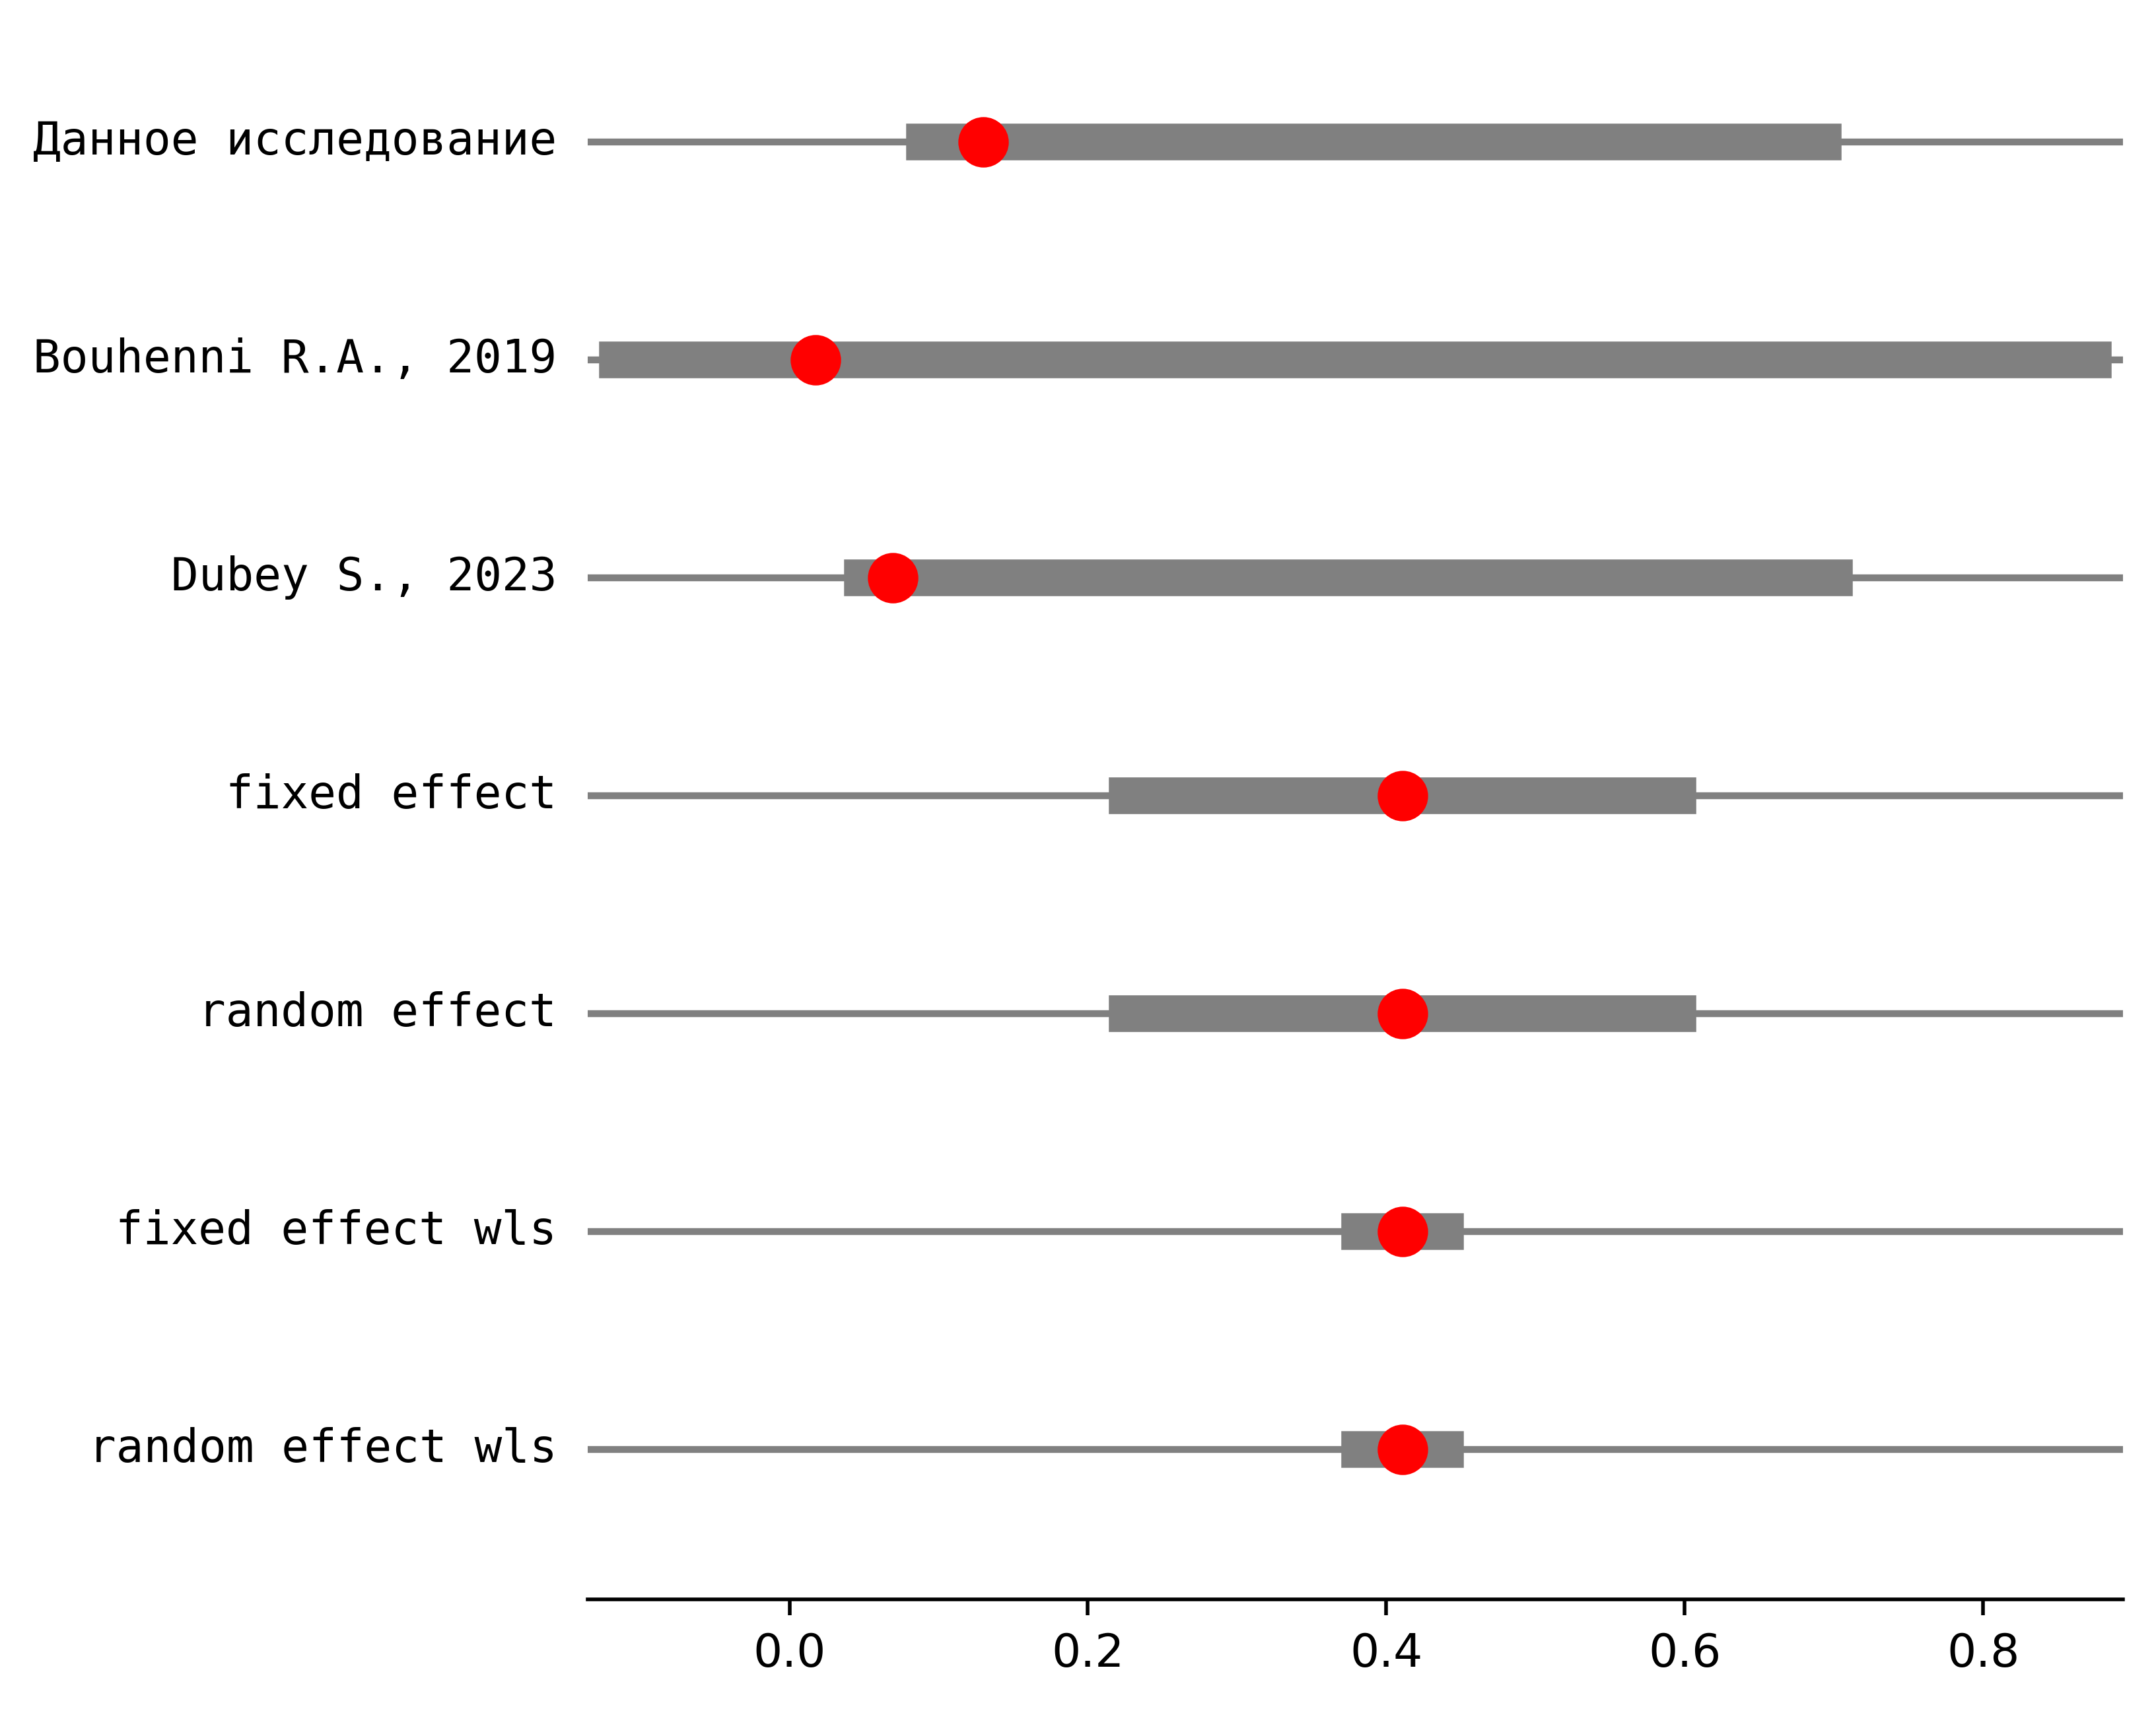 Данное исследование
Bouhenni R.A., 2019
Dubey S., 2023
fixed effect
random effect
fixed effect wls
random effect wls
0.0 0.2 0.4 0.6 0.8